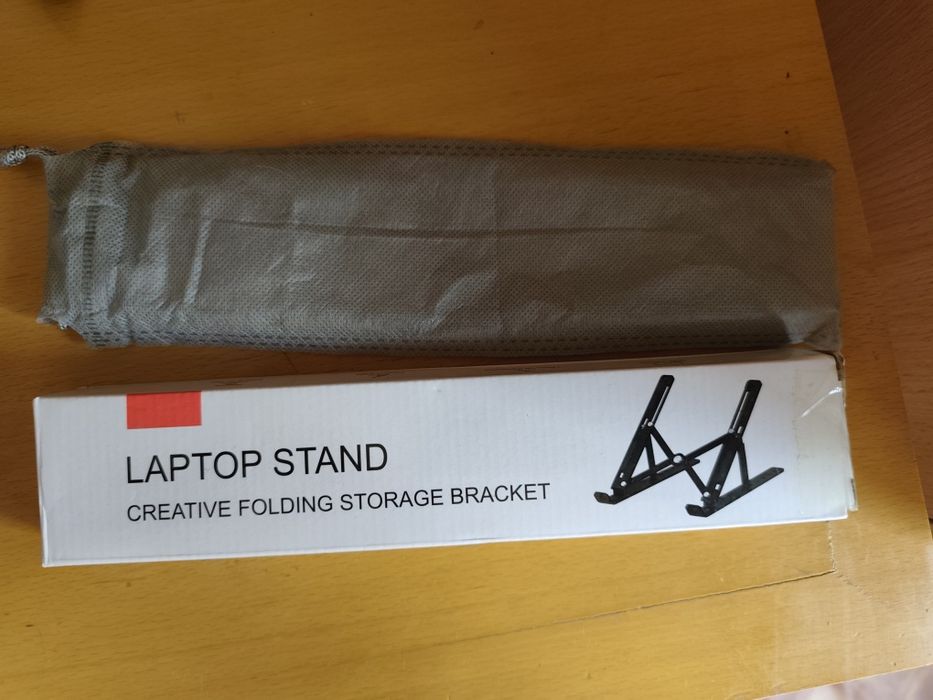 LAPTOP STAND
CREATIVE FOLDING STORAGE BRACKET